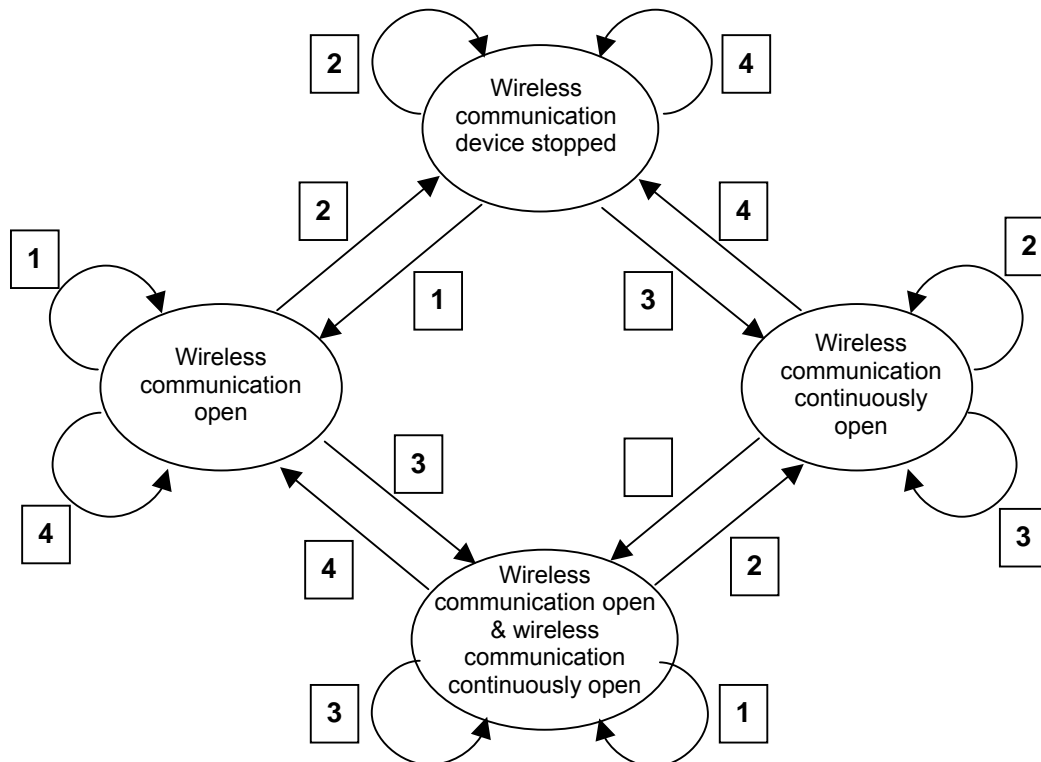 2
4
Wireless
communication
device stopped
2
4
1
2
1
3
Wireless
communication
open
Wireless
communication
continuously
open
3
4
3
4
2
Wireless
communication open
& wireless
communication
continuously open
3
1